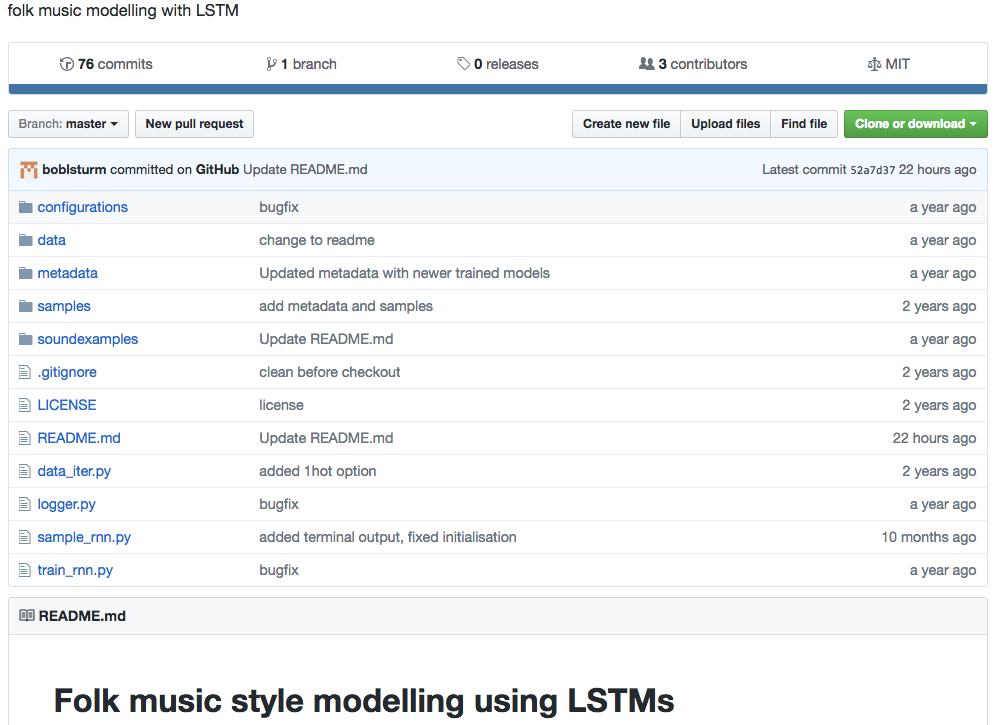 folk music modelling with LSTM
76 commits 1 branch 0 releases 3 contributors MIT
Branch: master New pull request Create new file Upload files Find file Clone or download
boblsturm committed on GitHub Update README.md Latest commit 52a7d37 22 hours ago
configurations bugfix a year ago
data change to readme a year ago
metadata Updated metadata with newer trained models a year ago
samples add metadata and samples 2 years ago
soundexamples Update README.md a year ago
.gitignore clean before checkout 2 years ago
LICENSE license 2 years ago
README.md Update README.md 22 hours ago
data_iter.py added 1hot option 2 years ago
logger.py bugfix a year ago
sample_rnn.py added terminal output, fixed initialisation 10 months ago
train_rnn.py bugfix a year ago
README.md
Folk music style modelling using LSTMs